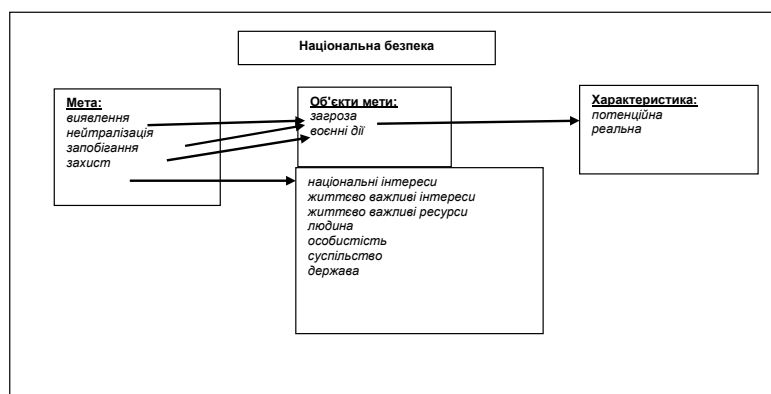 Національна безпека
Мета:
виявлення
нейтралізація
запобігання
захист
Об'єкти мети:
загроза
воєнні дії
Характеристика:
потенційна
реальна
національні інтереси
життєво важливі інтереси
життєво важливі ресурси
людина
особистість
суспільство
держава